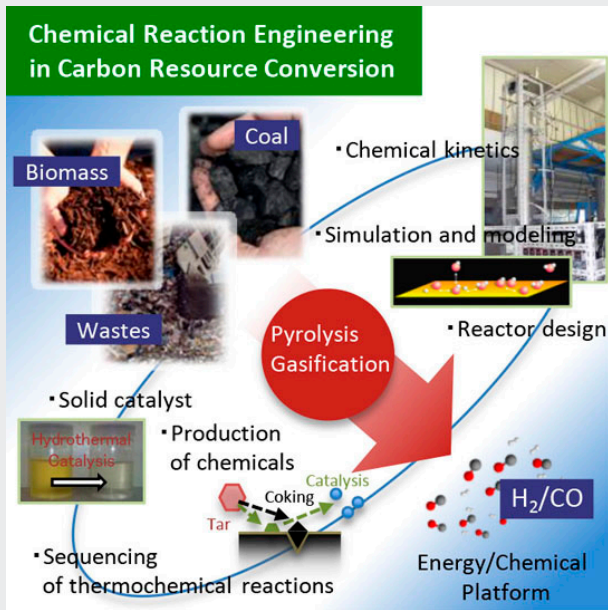 Chemical Reaction Engineering
in Carbon Resource Conversion
Coal
Biomass
Wastes
・Chemical kinetics
・Simulation and modeling
・Reactor design
Pyrolysis
Gasification
・Solid catalyst
Hydrothermal
Catalysis
・Production
of chemicals
Catalysis
Coking
Tar
・Sequencing
of thermochemical reactions
H₂/CO
Energy/Chemical
Platform